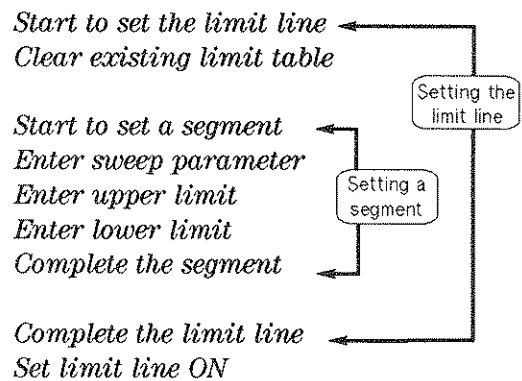 Start to set the limit line
Clear existing limit table
Setting the
limit line
Start to set a segment
Enter sweep parameter
Enter upper limit
Enter lower limit
Complete the segment
Setting a
segment
Complete the limit line
Set limit line ON